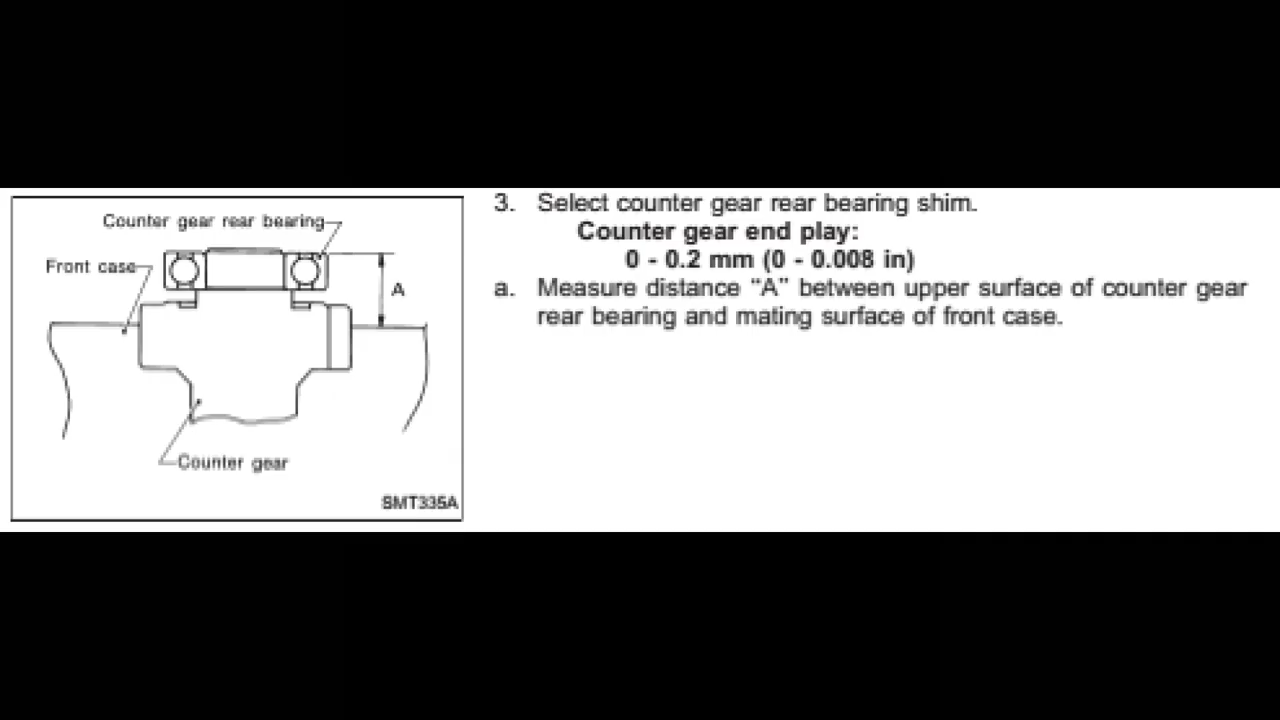 Counter gear rear bearing
Front case
A
Counter gear
SMT335A
3. Select counter gear rear bearing shim.
Counter gear end play:
0 - 0.2 mm (0 - 0.008 in)
a. Measure distance “A” between upper surface of counter gear
rear bearing and mating surface of front case.